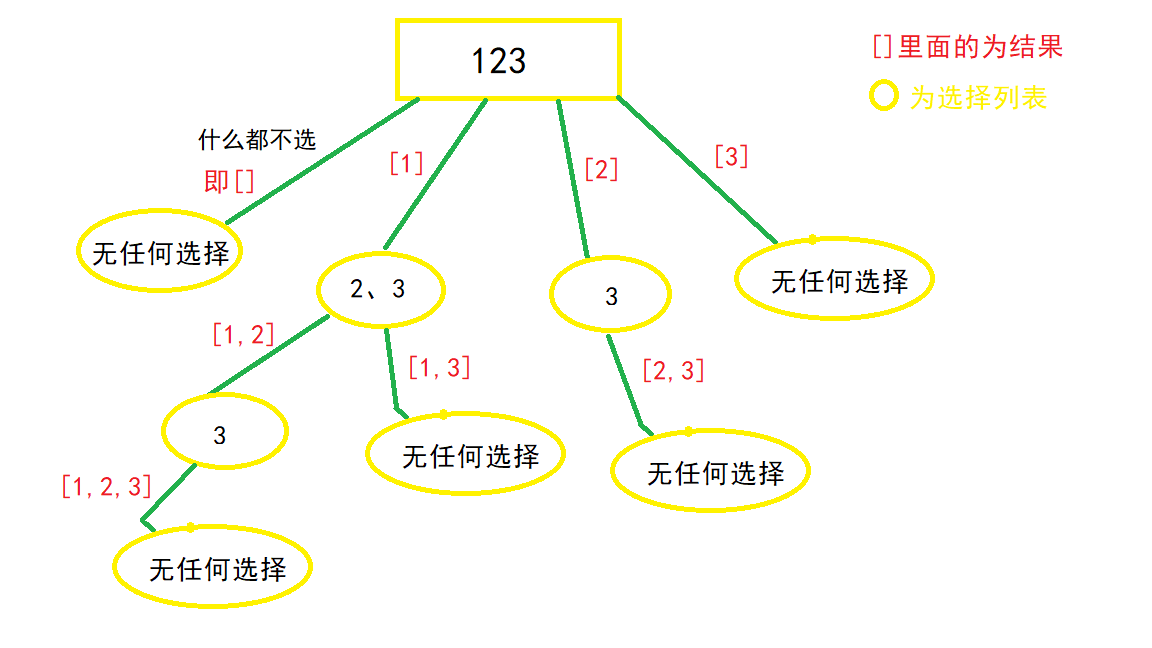 123
[]里面的为结果
为选择列表
什么都不选
即[]
[1]
[2]
[3]
无任何选择
2、3
3
无任何选择
[1,2]
[1,3]
[2,3]
3
无任何选择
无任何选择
[1,2,3]
无任何选择